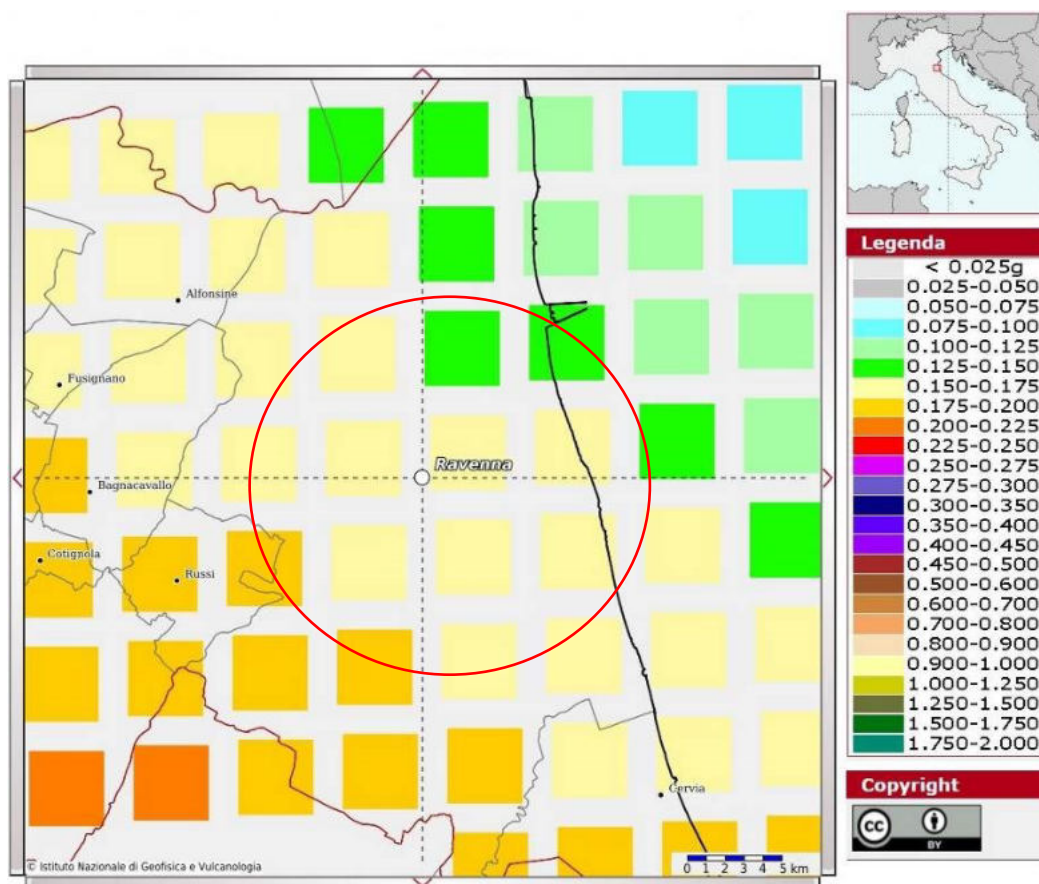 Alfonsine
Fusignano
Ravenna
Bagnacavallo
Cotignola
Russi
Cervia
© Istituto Nazionale di Geofisica e Vulcanologia
0 1 2 3 4 5 km
Legenda
< 0.025g
0.025-0.050
0.050-0.075
0.075-0.100
0.100-0.125
0.125-0.150
0.150-0.175
0.175-0.200
0.200-0.225
0.225-0.250
0.250-0.275
0.275-0.300
0.300-0.350
0.350-0.400
0.400-0.450
0.450-0.500
0.500-0.600
0.600-0.700
0.700-0.800
0.800-0.900
0.900-1.000
1.000-1.250
1.250-1.500
1.500-1.750
1.750-2.000
Copyright
cc
BY